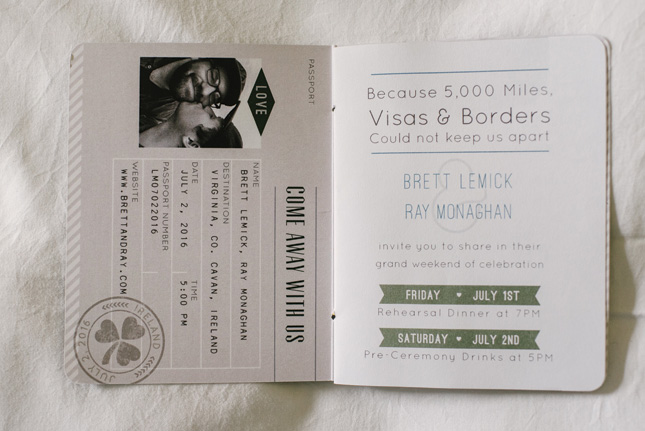 PASSPORT
LOVE
COME AWAY WITH US
NAME
BRETT LEMICK, RAY MONAGHAN
DESTINATION
VIRGINIA, CO. CAVAN, IRELAND
DATE TIME
JULY 2, 2016 5:00 PM
PASSPORT NUMBER
LM07022016
WEBSITE
WWW.BRETTANDRAY.COM
IRELAND
JULY 2 2016
Because 5,000 Miles,
Visas & Borders
Could not keep us apart
&
BRETT LEMICK
RAY MONAGHAN
invite you to share in their
grand weekend of celebration
FRIDAY ♥ JULY 1ST
Rehearsal Dinner at 7PM
SATURDAY ♥ JULY 2ND
Pre-Ceremony Drinks at 5PM